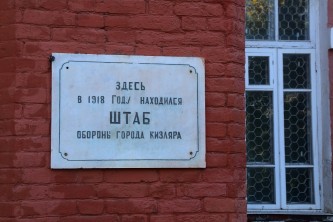 ЗДЕСЬ
В 1918 ГОДУ НАХОДИЛСЯ
ШТАБ
ОБОРОНЫ ГОРОДА КИЗЛЯРА